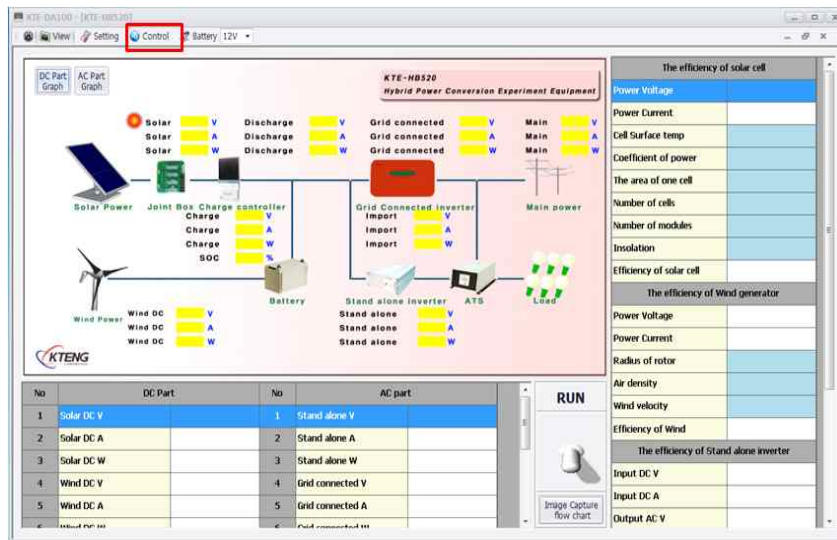 KTE-DA100 - [KTE-HB520]
View Setting Control Battery 12V
DC Part Graph
AC Part Graph
KTE-HB520
Hybrid Power Conversion Experiment Equipment
Solar V Discharge V Grid connected V Main V
Solar A Discharge A Grid connected A Main A
Solar W Discharge W Grid connected W Main W
Solar Power Joint Box Charge controller Grid Connected inverter Main power
Charge V Import V
Charge A Import A
Charge W Import W
SOC %
Battery Stand alone inverter ATS Load
Wind Power
Wind DC V Stand alone V
Wind DC A Stand alone A
Wind DC W Stand alone W
KTENG
No DC Part No AC part
1 Solar DC V 1 Stand alone V
2 Solar DC A 2 Stand alone A
3 Solar DC W 3 Stand alone W
4 Wind DC V 4 Grid connected V
5 Wind DC A 5 Grid connected A
6 Wind DC W 6 Grid connected W
RUN
Image Capture
flow chart
The efficiency of solar cell
Power Voltage
Power Current
Cell Surface temp
Coefficient of power
The area of one cell
Number of cells
Number of modules
Insolation
Efficiency of solar cell
The efficiency of Wind generator
Power Voltage
Power Current
Radius of rotor
Air density
Wind velocity
Efficiency of Wind
The efficiency of Stand alone inverter
Input DC V
Input DC A
Output AC V